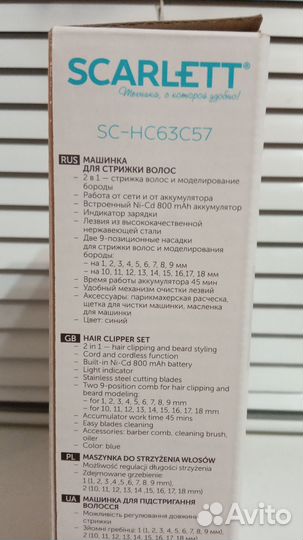 SCARLETT®
Техника, с которой удобно!
SC-HC63C57
RUS МАШИНКА
ДЛЯ СТРИЖКИ ВОЛОС
– 2 в 1 – стрижка волос и моделирование
бороды
– Работа от сети и от аккумулятора
– Встроенный Ni-Cd 800 mAh аккумулятор
– Индикатор зарядки
– Лезвия из высококачественной
нержавеющей стали
– Две 9-позиционные насадки
для стрижки волос и моделирования
бороды:
– на 1, 2, 3, 4, 5, 6, 7, 8, 9 мм
– на 10, 11, 12, 13, 14, 15, 16,17, 18 мм
– Время работы аккумулятора 45 мин
– Удобный механизм очистки лезвий
– Аксессуары: парикмахерская расческа,
щетка для чистки машинки, масленка
для машинки
– Цвет: синий
GB HAIR CLIPPER SET
– 2 in 1 – hair clipping and beard styling
– Cord and cordless function
– Built-in Ni-Cd 800 mAh battery
– Light indicator
– Stainless steel cutting blades
– Two 9-position comb for hair clipping and
beard modeling:
– for 1, 2, 3, 4, 5, 6, 7, 8, 9 mm
– for 10, 11, 12, 13, 14, 15, 16, 17, 18 mm
– Accumulator work time 45 mins
– Easy blades cleaning
– Accessories: barber comb, cleaning brush,
oiler
– Color: blue
PL MASZYNKA DO STRZYŻENIA WŁOSÓW
– Możliwość regulacji długości strzyżenia
– Zdejmowany grzebień:
1 (1, 2, 3, 4 ,5 ,6, 7, 8, 9 mm),
2 (10, 11, 12, 13, 14 ,15, 16, 17, 18 mm)
UA МАШИНКА ДЛЯ ПІДСТРИГАННЯ
ВОЛОССЯ
– Можливість регулювання довжини
стрижки
– Зйомні гребінці: 1 (1, 2, 3, 4, 5, 6, 7, 8, 9 мм),
2 (10, 11, 12, 13,
Avito